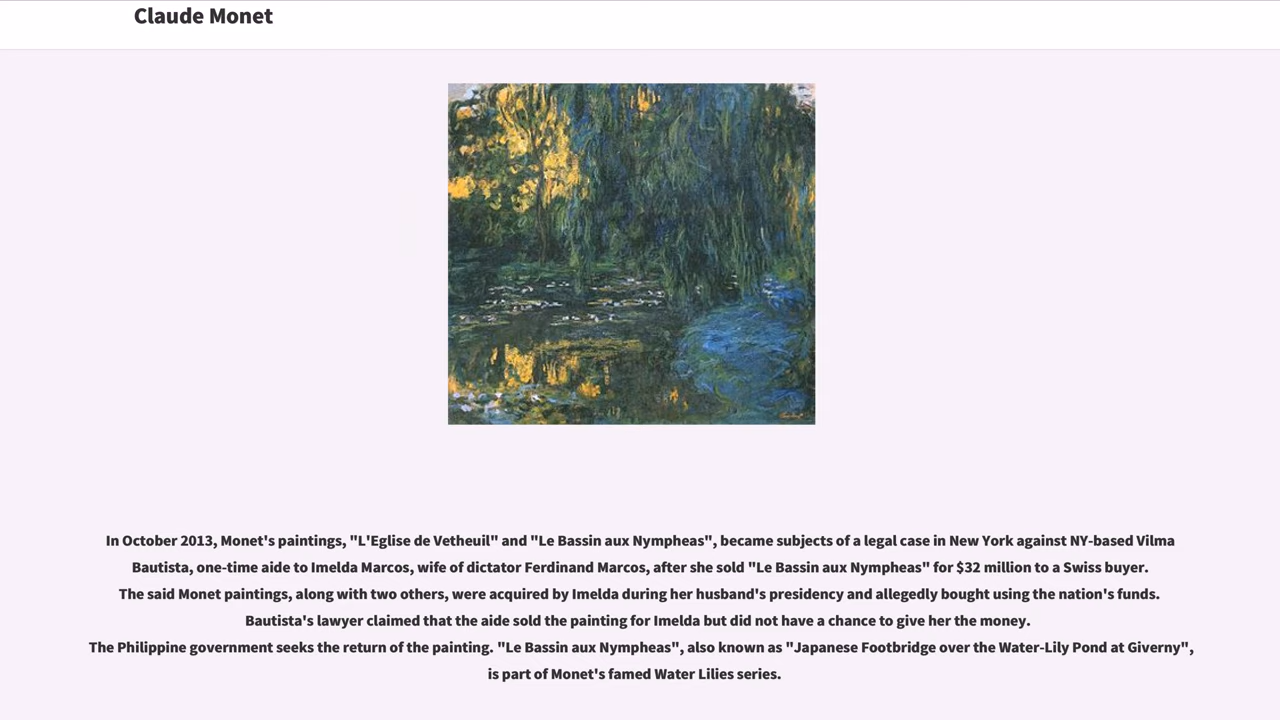 Claude Monet
In October 2013, Monet's paintings, "L'Eglise de Vetheuil" and "Le Bassin aux Nympheas", became subjects of a legal case in New York against NY-based Vilma
Bautista, one-time aide to Imelda Marcos, wife of dictator Ferdinand Marcos, after she sold "Le Bassin aux Nympheas" for $32 million to a Swiss buyer.
The said Monet paintings, along with two others, were acquired by Imelda during her husband's presidency and allegedly bought using the nation's funds.
Bautista's lawyer claimed that the aide sold the painting for Imelda but did not have a chance to give her the money.
The Philippine government seeks the return of the painting. "Le Bassin aux Nympheas", also known as "Japanese Footbridge over the Water-Lily Pond at Giverny",
is part of Monet's famed Water Lilies series.